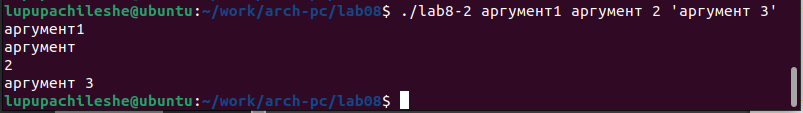 lupupachileshe@ubuntu:~/work/arch-pc/lab08$ ./lab8-2 аргумент1 аргумент 2 'аргумент 3'
аргумент1
аргумент
2
аргумент 3
lupupachileshe@ubuntu:~/work/arch-pc/lab08$